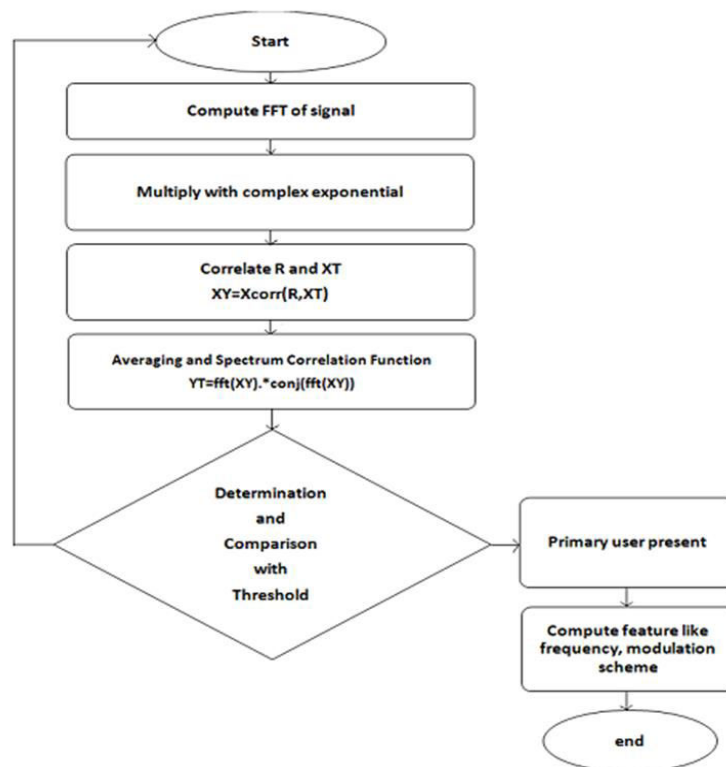 Start
Compute FFT of signal
Multiply with complex exponential
Correlate R and XT
XY=Xcorr(R,XT)
Averaging and Spectrum Correlation Function
YT=fft(XY).*conj(fft(XY))
Determination
and
Comparison
with
Threshold
Primary user present
Compute feature like
frequency, modulation
scheme
end